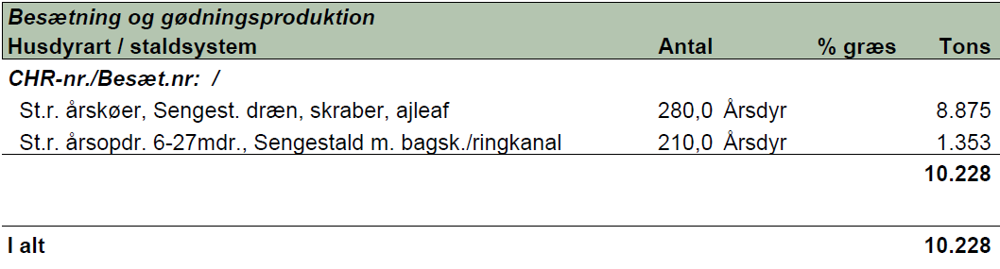 Besætning og gødningsproduktion
Husdyrart / staldsystem Antal % græs Tons
CHR-nr./Besæt.nr: /
St.r. årskøer, Sengest. dræn, skraber, ajleaf 280,0 Årsdyr 8.875
St.r. årsopdr. 6-27mdr., Sengestald m. bagsk./ringkanal 210,0 Årsdyr 1.353
10.228
I alt 10.228